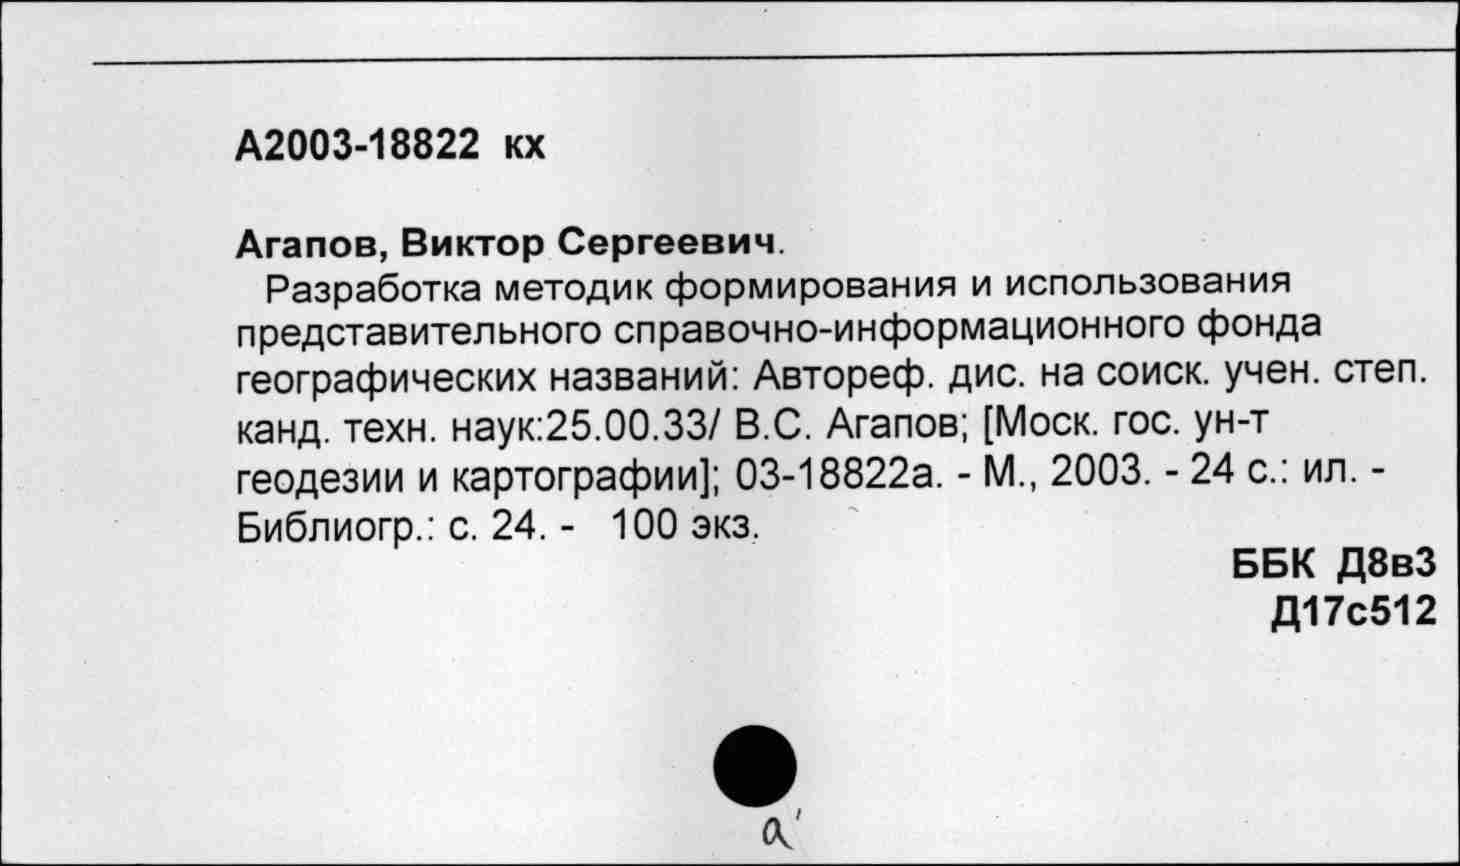 А2003-18822 кх
Агапов, Виктор Сергеевич.
Разработка методик формирования и использования
представительного справочно-информационного фонда
географических названий: Автореф. дис. на соиск. учен. степ.
канд. техн. наук:25.00.33/ В.С. Агапов; [Моск. гос. ун-т
геодезии и картографии]; 03-18822а. - М., 2003. - 24 с.: ил. -
Библиогр.: с. 24. - 100 экз.
ББК Д8в3
Д17с512
а'